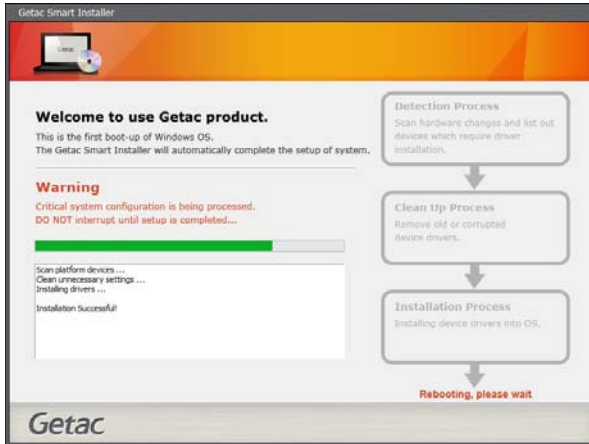 Getac Smart Installer
Getac
Welcome to use Getac product.
This is the first boot-up of Windows OS.
The Getac Smart Installer will automatically complete the setup of system.
Warning
Critical system configuration is being processed.
DO NOT interrupt until setup is completed...
Scan platform devices ...
Clean unnecessary settings ...
Installing drivers ...
Installation Successful!
Detection Process
Scan hardware changes and list out
devices which require driver
installation.
Clean Up Process
Remove old or corrupted
device drivers.
Installation Process
Installing device drivers into OS.
Rebooting, please wait
Getac